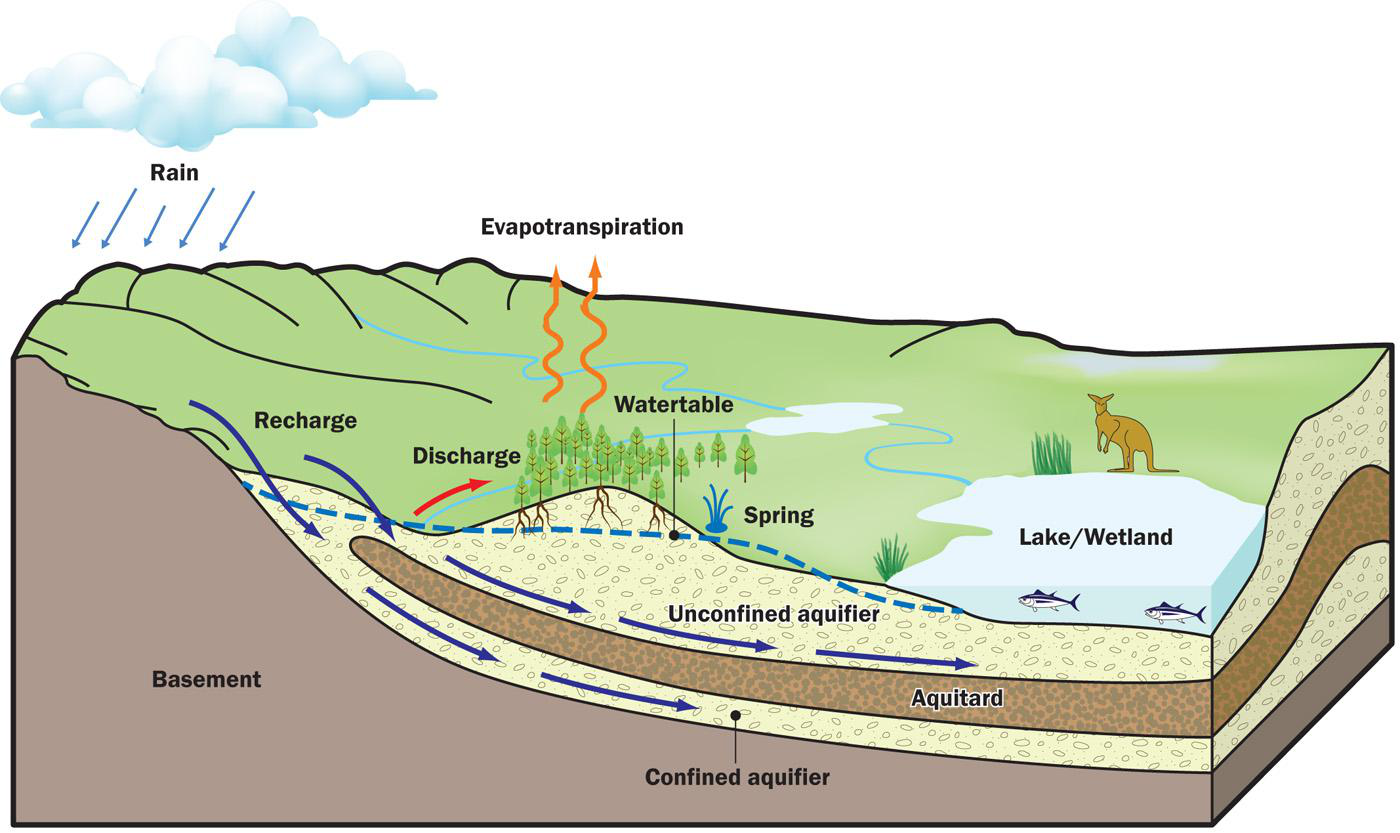 Rain
Evapotranspiration
Watertable
Recharge
Discharge
Spring
Lake/Wetland
Unconfined aquifier
Basement
Aquitard
Confined aquifier